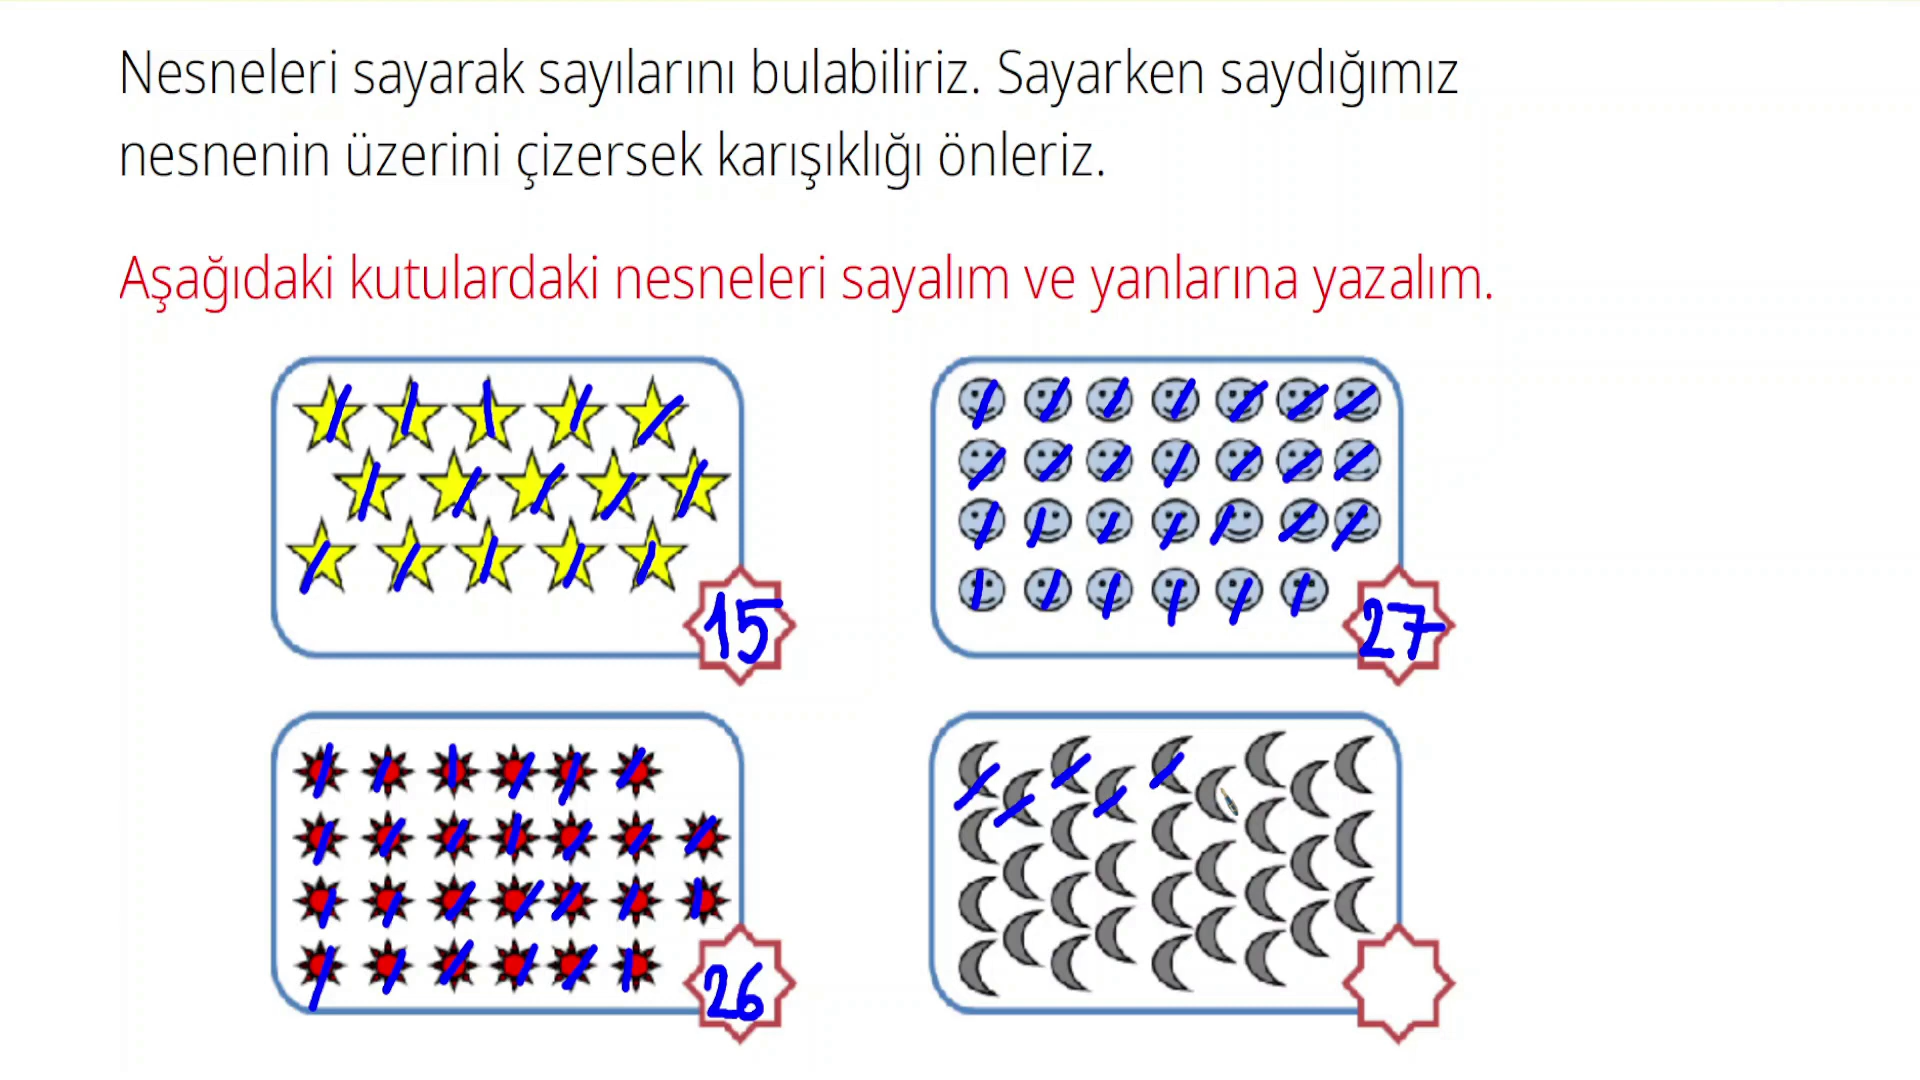 Nesneleri sayarak sayılarını bulabiliriz. Sayarken saydığımız
nesnenin üzerini çizersek karışıklığı önleriz.
Aşağıdaki kutulardaki nesneleri sayalım ve yanlarına yazalım.
15
27
26